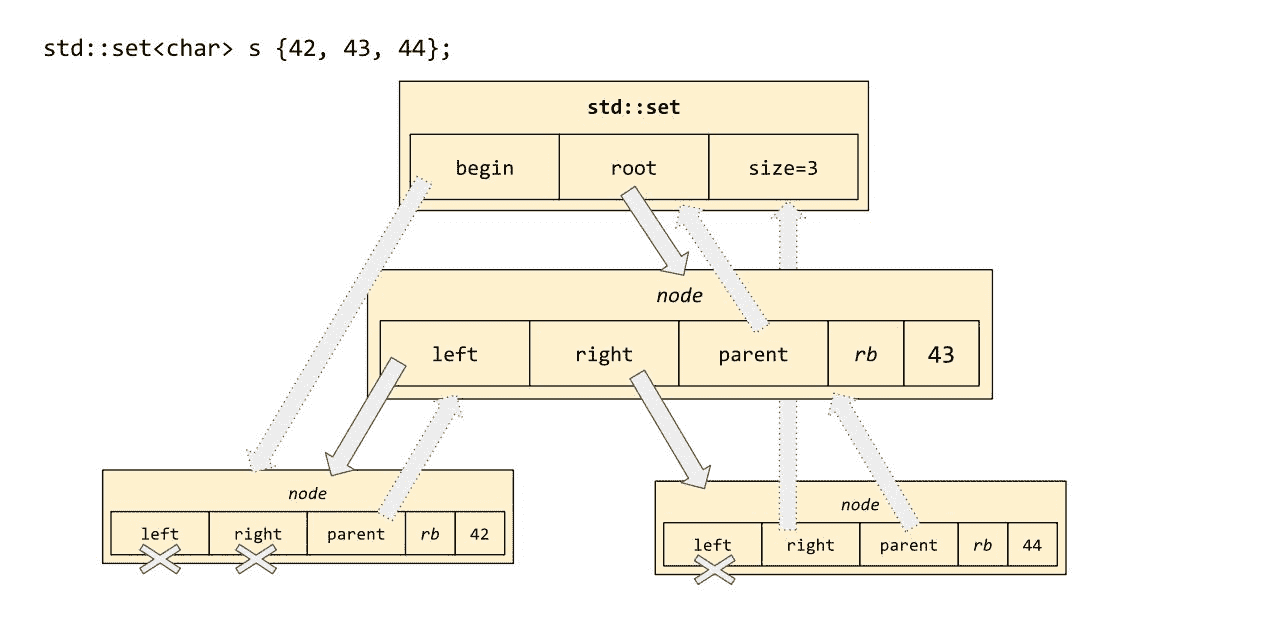 std::set<char> s {42, 43, 44};
std::set
begin root size=3
node
left right parent rb 43
node
left right parent rb 42
node
left right parent rb 44